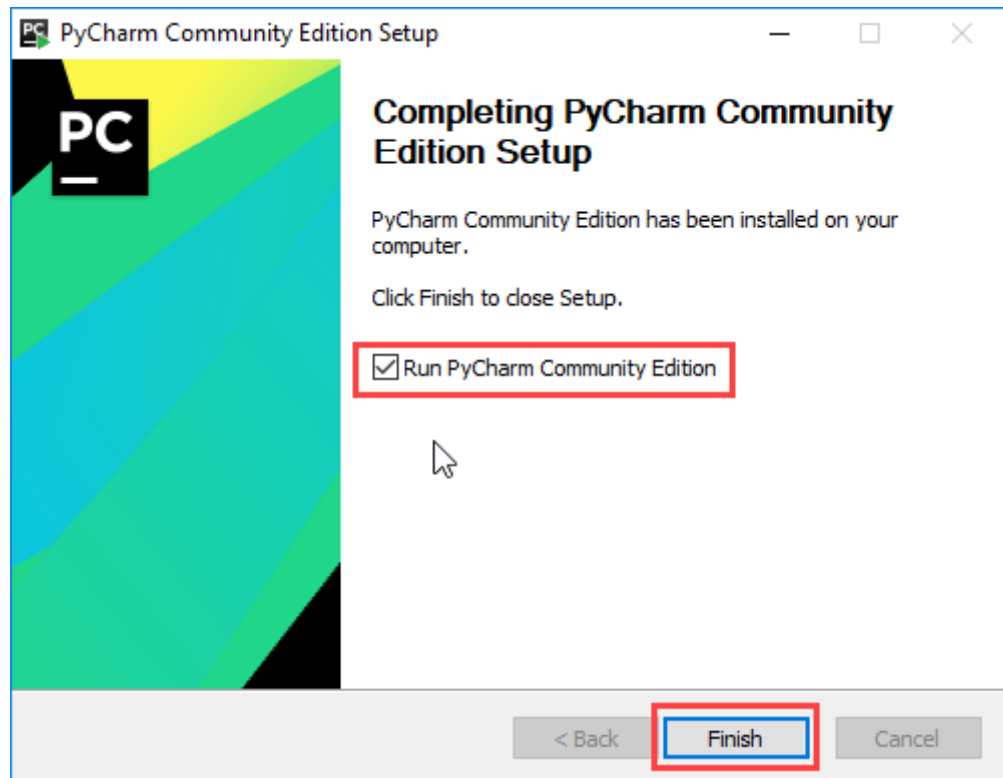 PyCharm Community Edition Setup
PC
Completing PyCharm Community
Edition Setup
PyCharm Community Edition has been installed on your
computer.
Click Finish to close Setup.
Run PyCharm Community Edition
< Back
Finish
Cancel